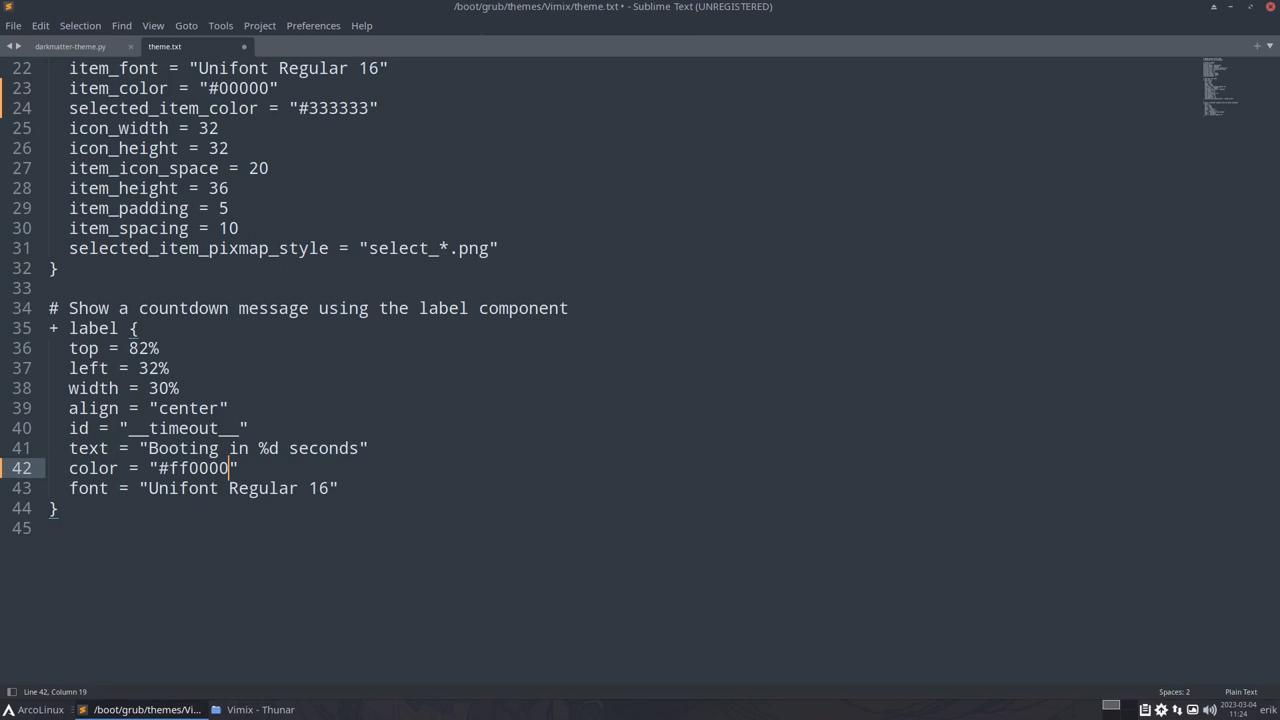 /boot/grub/themes/Vimix/theme.txt • - Sublime Text (UNREGISTERED)
File Edit Selection Find View Goto Tools Project Preferences Help
darkmatter-theme.py × theme.txt
22 item_font = "Unifont Regular 16"
23 item_color = "#00000"
24 selected_item_color = "#333333"
25 icon_width = 32
26 icon_height = 32
27 item_icon_space = 20
28 item_height = 36
29 item_padding = 5
30 item_spacing = 10
31 selected_item_pixmap_style = "select_*.png"
32 }
33
34 # Show a countdown message using the label component
35 + label {
36 top = 82%
37 left = 32%
38 width = 30%
39 align = "center"
40 id = "__timeout__"
41 text = "Booting in %d seconds"
42 color = "#ff0000"
43 font = "Unifont Regular 16"
44 }
45
Line 42, Column 19 Spaces: 2 Plain Text
ArcoLinux /boot/grub/themes/Vi... Vimix - Thunar 2023-03-04 11:24 erik